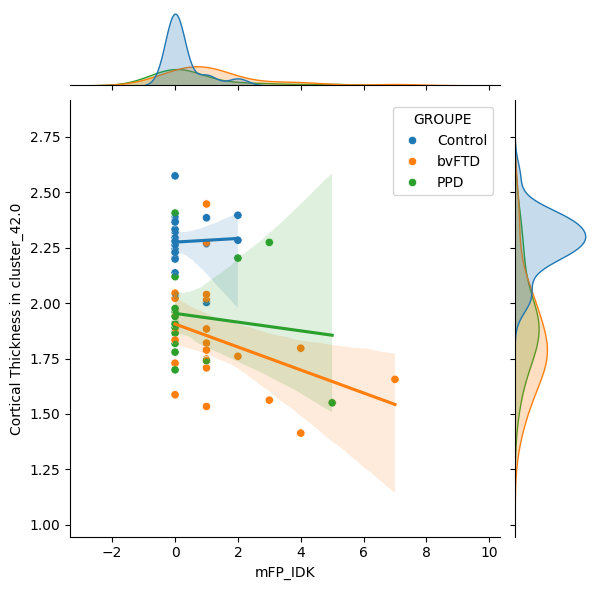 GROUPE
Control
bvFTD
PPD
2.75
2.50
2.25
2.00
1.75
1.50
1.25
1.00
Cortical Thickness in cluster_42.0
−2
0
2
4
6
8
10
mFP_IDK